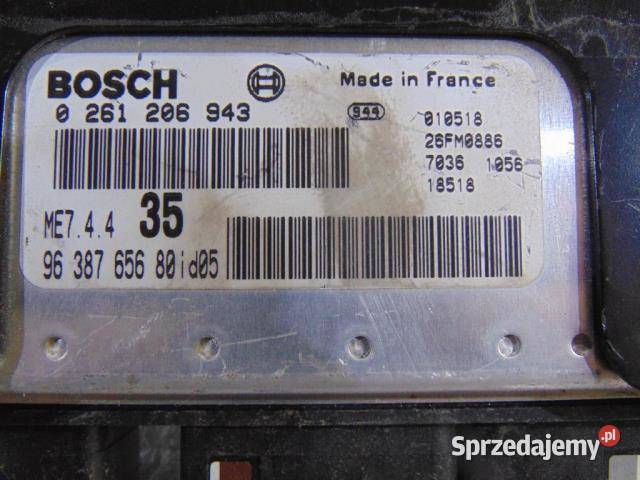 BOSCH Made in France
0 261 206 943 944 010518
26FM0886
7036 1056
18518
ME7.4.4 35
96 387 656 80id05
Sprzedajemy.pl